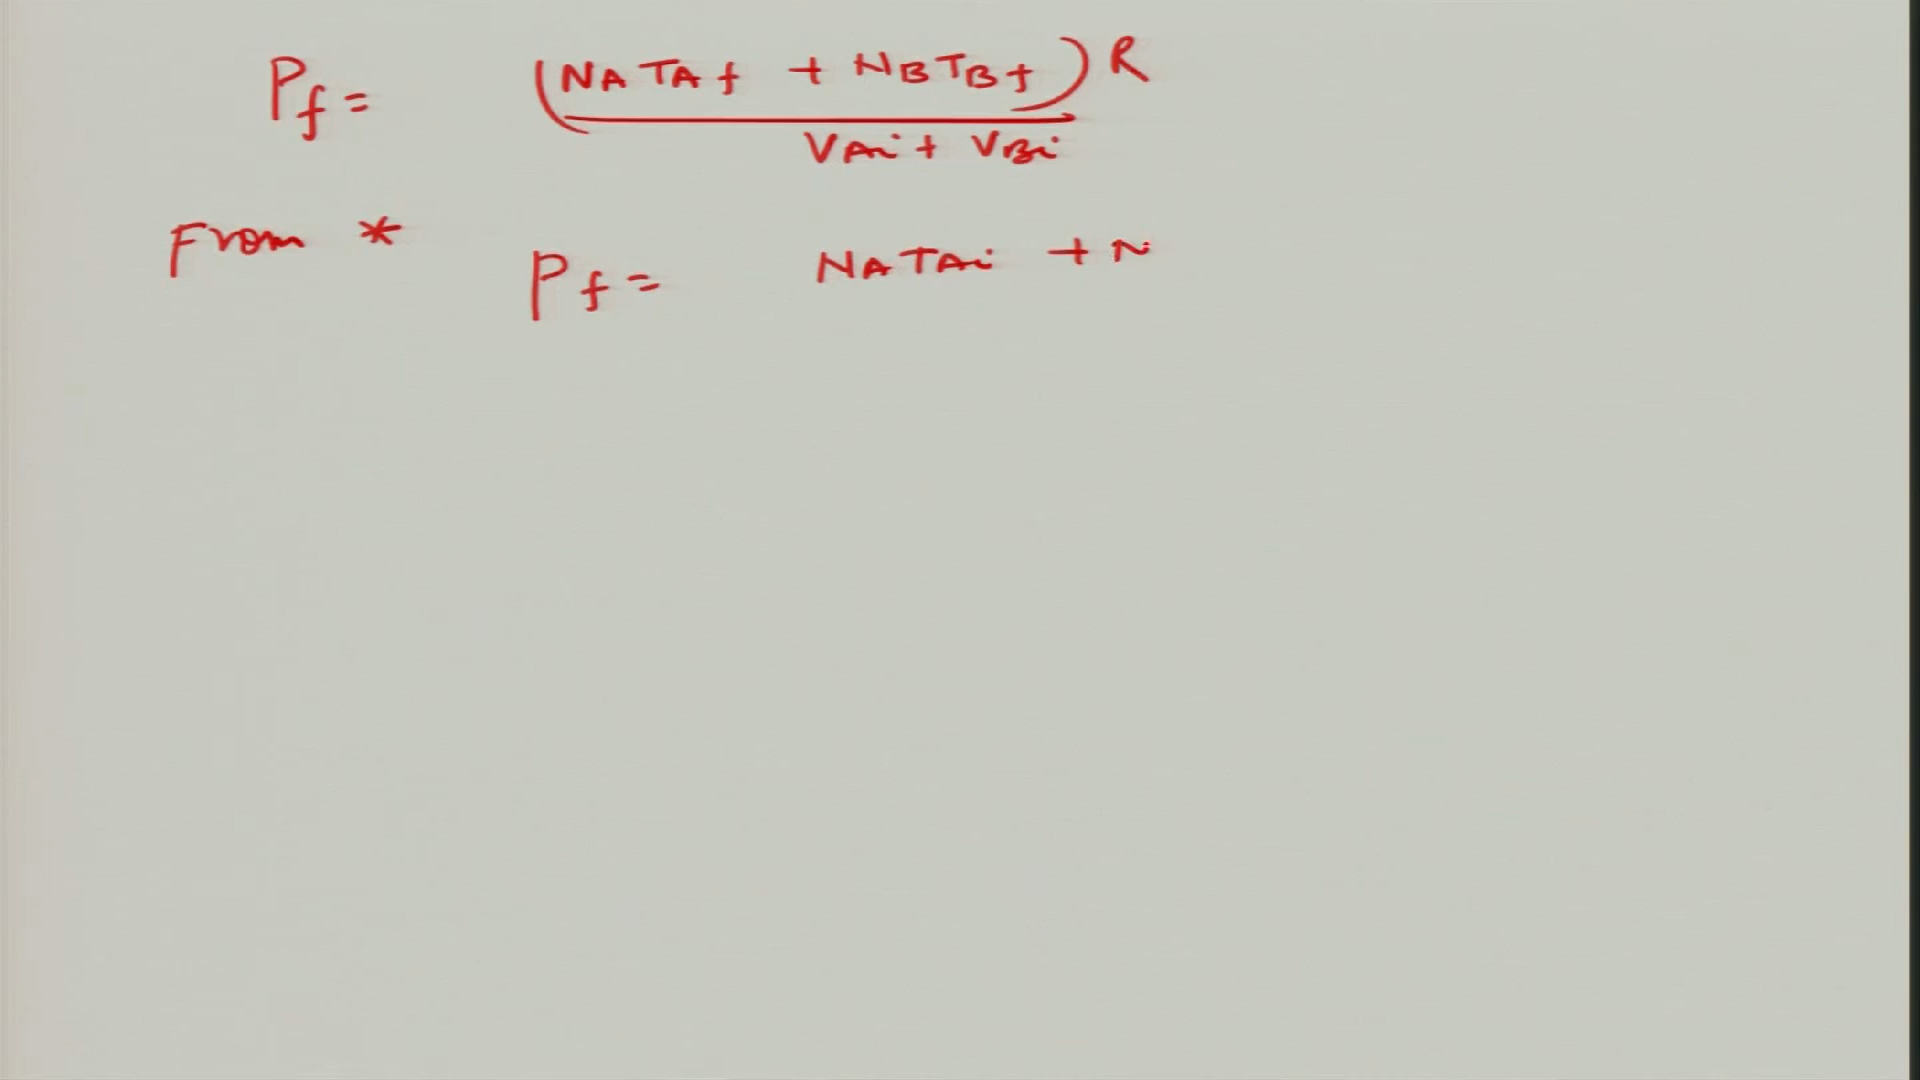 Pf = (NA TAf + NB TBf) R
VAi + VBi
From *
Pf = NA TAi + N